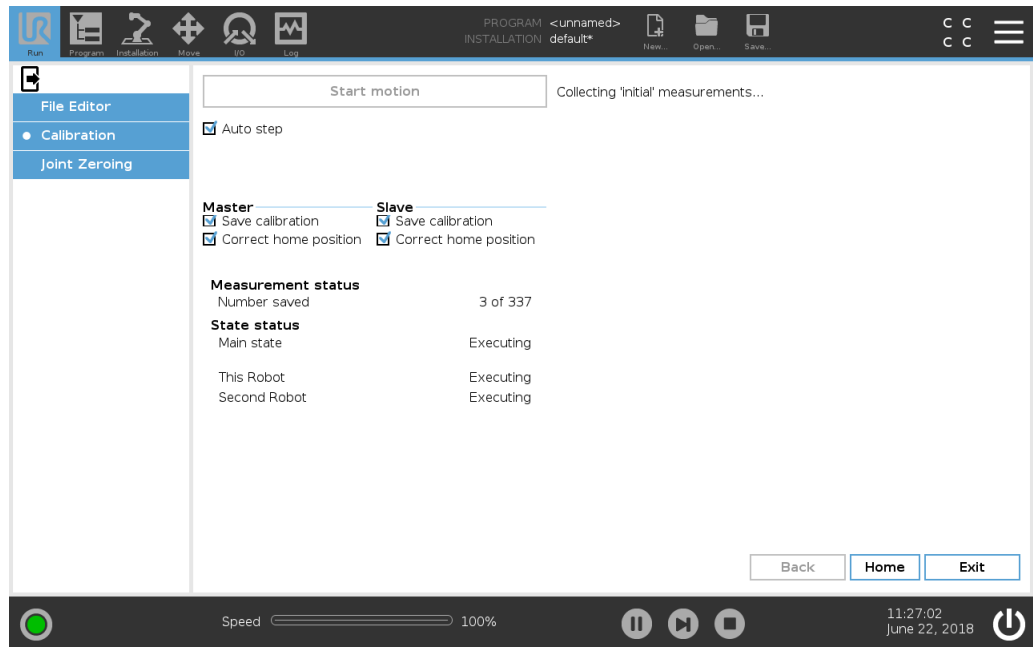 UR
Run
Program
Installation
Move
I/O
Log
PROGRAM <unnamed>
INSTALLATION default*
New...
Open...
Save...
C C
C C
File Editor
Calibration
Joint Zeroing
Start motion
Collecting 'initial' measurements...
Auto step
Master Slave
Save calibration Save calibration
Correct home position Correct home position
Measurement status
Number saved 3 of 337
State status
Main state Executing
This Robot Executing
Second Robot Executing
Back Home Exit
Speed 100%
11:27:02
June 22, 2018